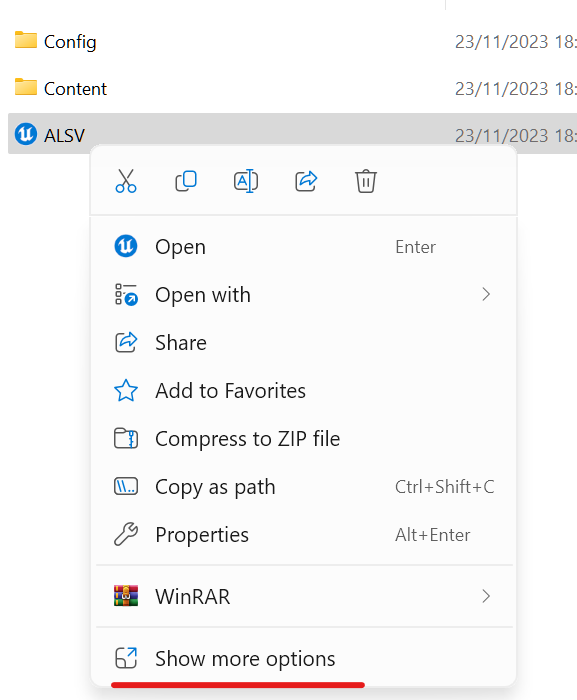 Config 23/11/2023 18:
Content 23/11/2023 18:
ALSV 23/11/2023 18:
Open Enter
Open with
Share
Add to Favorites
Compress to ZIP file
Copy as path Ctrl+Shift+C
Properties Alt+Enter
WinRAR
Show more options